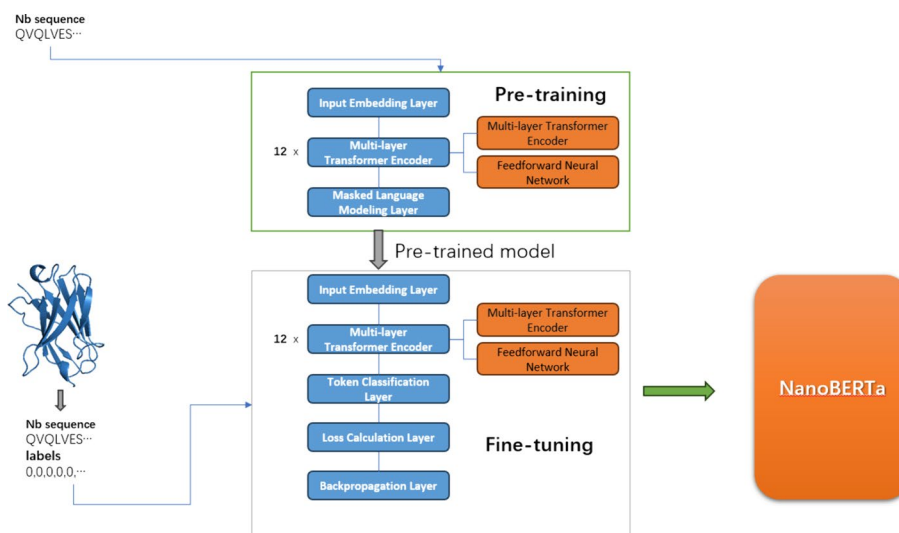 Nb sequence
QVQLVES···
Pre-training
Input Embedding Layer
12 ×
Multi-layer
Transformer Encoder
Multi-layer Transformer
Encoder
Feedforward Neural
Network
Masked Language
Modeling Layer
Pre-trained model
Nb sequence
QVQLVES···
labels
0,0,0,0,0,···
Input Embedding Layer
12 ×
Multi-layer
Transformer Encoder
Multi-layer Transformer
Encoder
Feedforward Neural
Network
Token Classification
Layer
Loss Calculation Layer
Backpropagation Layer
Fine-tuning
NanoBERTa